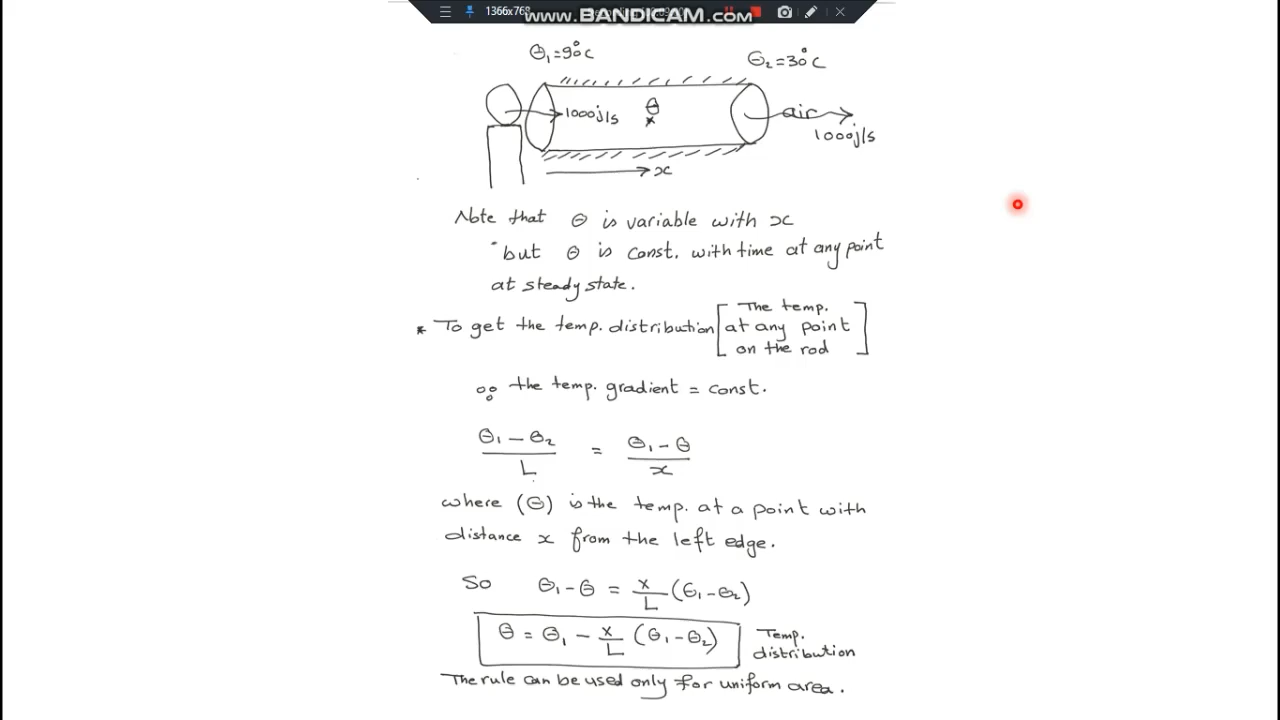 1366x768
www.BANDICAM.com
θ₁=90°C
θ₂=30°C
1000j/s
θ
air
1000j/s
x
Note that θ is variable with x
but θ is const. with time at any point
at steady state.
* To get the temp. distribution [The temp.
at any point
on the rod]
∵ the temp. gradient = const.
θ₁ - θ₂ / L = θ₁ - θ / x
where (θ) is the temp. at a point with
distance x from the left edge.
So θ₁ - θ = x/L (θ₁ - θ₂)
θ = θ₁ - x/L (θ₁ - θ₂) Temp.
distribution
The rule can be used only for uniform area.